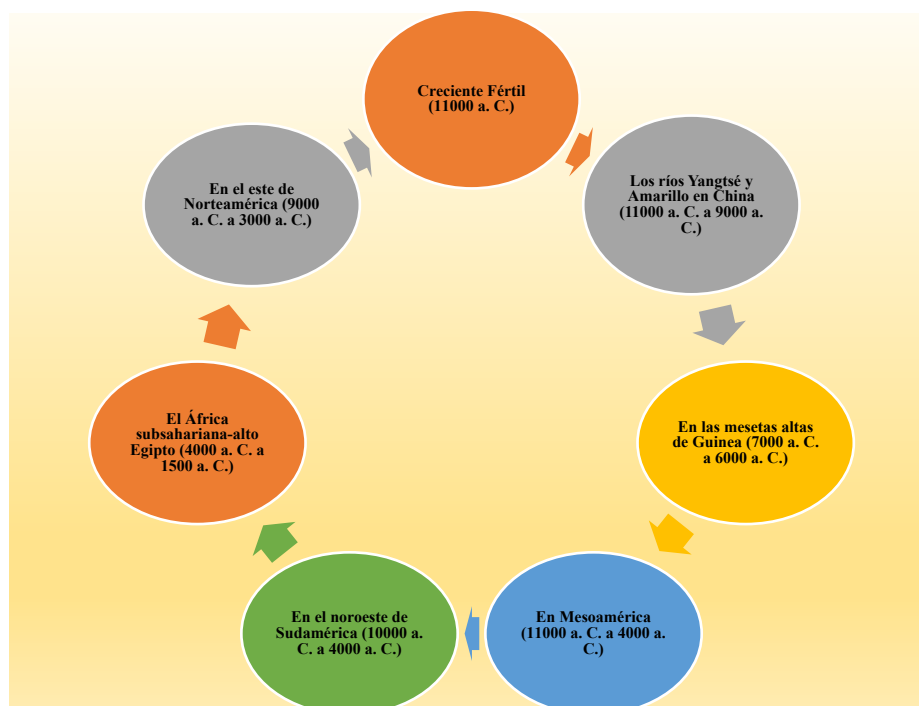 Creciente Fértil
(11000 a. C.)
Los ríos Yangtsé y
Amarillo en China
(11000 a. C. a 9000 a.
C.)
En las mesetas altas
de Guinea (7000 a. C.
a 6000 a. C.)
En Mesoamérica
(11000 a. C. a 4000 a.
C.)
En el noroeste de
Sudamérica (10000 a.
C. a 4000 a. C.)
El África
subsahariana-alto
Egipto (4000 a. C. a
1500 a. C.)
En el este de
Norteamérica (9000
a. C. a 3000 a. C.)